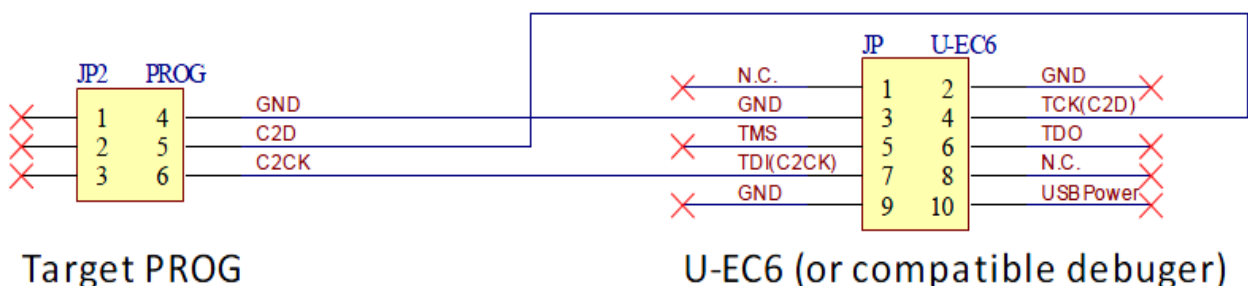 JP2 PROG
1 4 GND
2 5 C2D
3 6 C2CK
Target PROG
JP U-EC6
N.C. 1 2 GND
GND 3 4 TCK(C2D)
TMS 5 6 TDO
TDI(C2CK) 7 8 N.C.
GND 9 10 USBPower
U-EC6 (or compatible debuger)